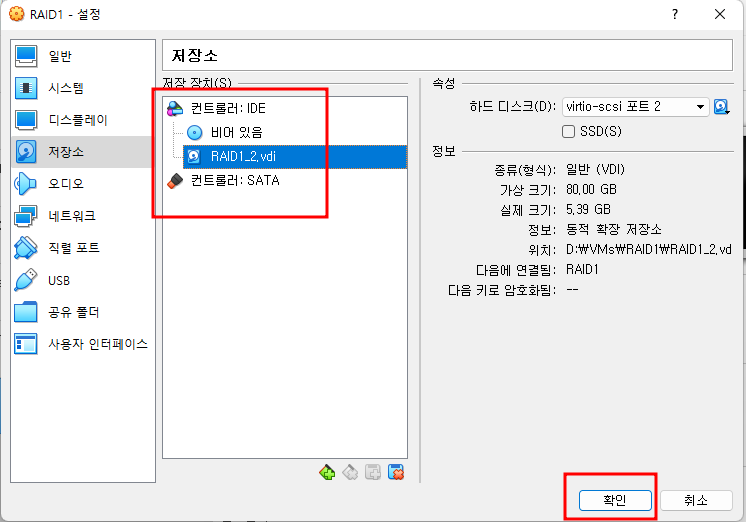 RAID1 - 설정
?
일반
시스템
디스플레이
저장소
오디오
네트워크
직렬 포트
USB
공유 폴더
사용자 인터페이스
저장소
저장 장치(S)
컨트롤러: IDE
비어 있음
RAID1_2.vdi
컨트롤러: SATA
속성
하드 디스크(D): virtio-scsi 포트 2
SSD(S)
정보
종류(형식): 일반 (VDI)
가상 크기: 80,00 GB
실제 크기: 5,39 GB
정보: 동적 확장 저장소
위치: D:₩VMs₩RAID1₩RAID1_2.vd
다음에 연결됨: RAID1
다음 키로 암호화됨: --
확인
취소